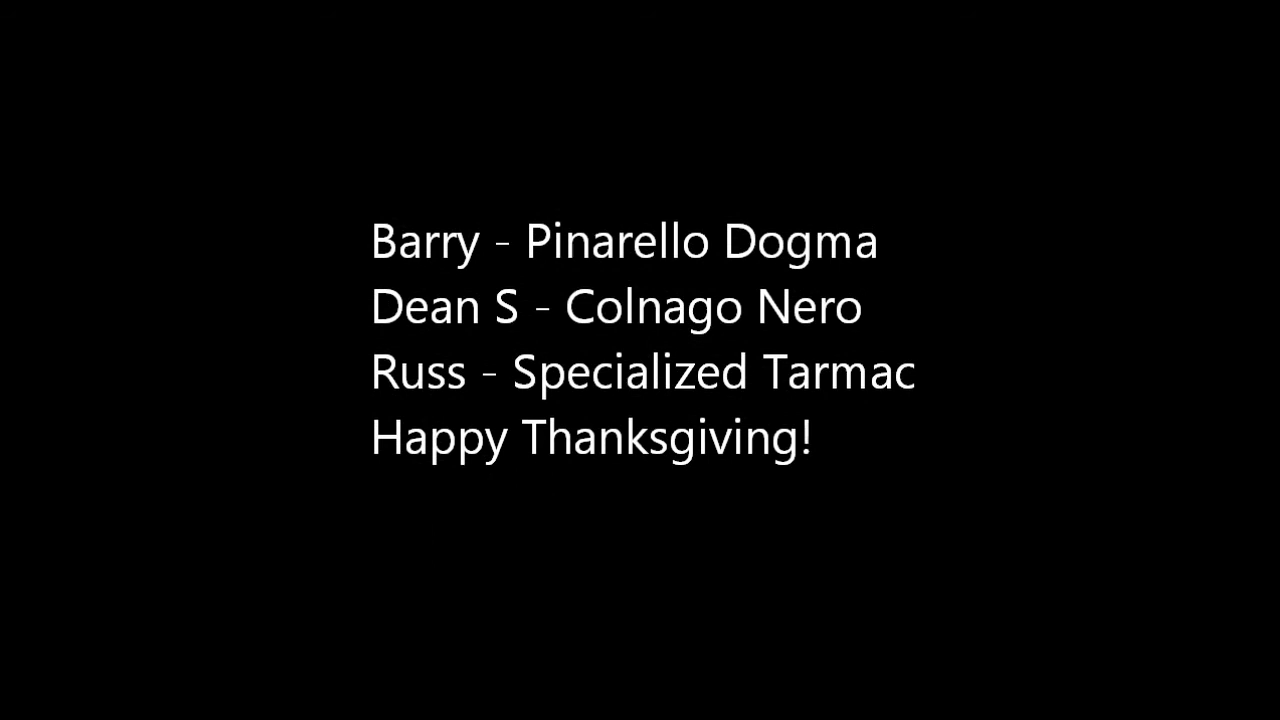 Barry - Pinarello Dogma
Dean S - Colnago Nero
Russ - Specialized Tarmac
Happy Thanksgiving!